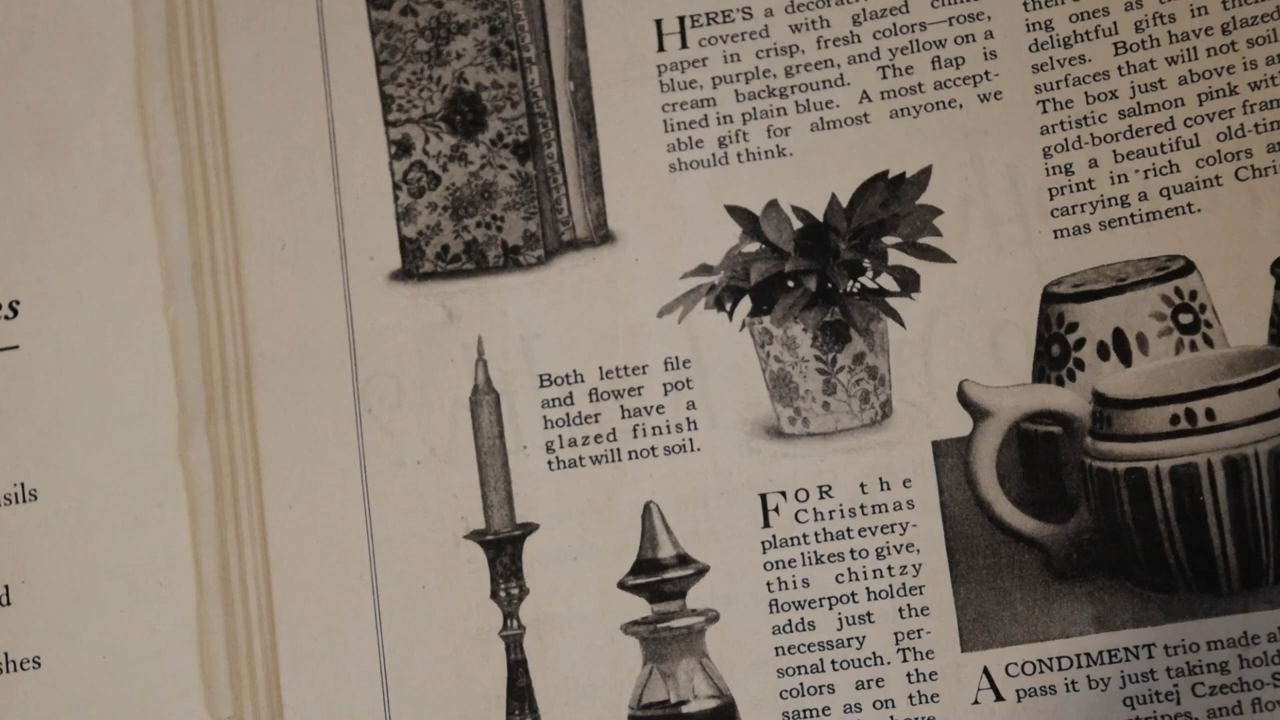 es
sils
d
shes
HERE'S a
covered with glazed
paper in crisp, fresh colors—rose,
blue, purple, green, and yellow on a
cream background. The flap is
lined in plain blue. A most accept-
able gift for almost anyone, we
should think.
ing ones as
delightful gifts in
selves. Both have glazed
surfaces that will not soil
The box just above is
artistic salmon pink
gold-bordered cover
ing a beautiful
print in rich colors
carrying a quaint
mas sentiment.
Both letter file
and flower pot
holder have a
glazed finish
that will not soil.
FOR the
Christmas
plant that every-
one likes to give,
this chintzy
flowerpot holder
adds just the
necessary per-
sonal touch. The
colors are the
same as on the
A CONDIMENT trio made
pass it by just taking hold
quite